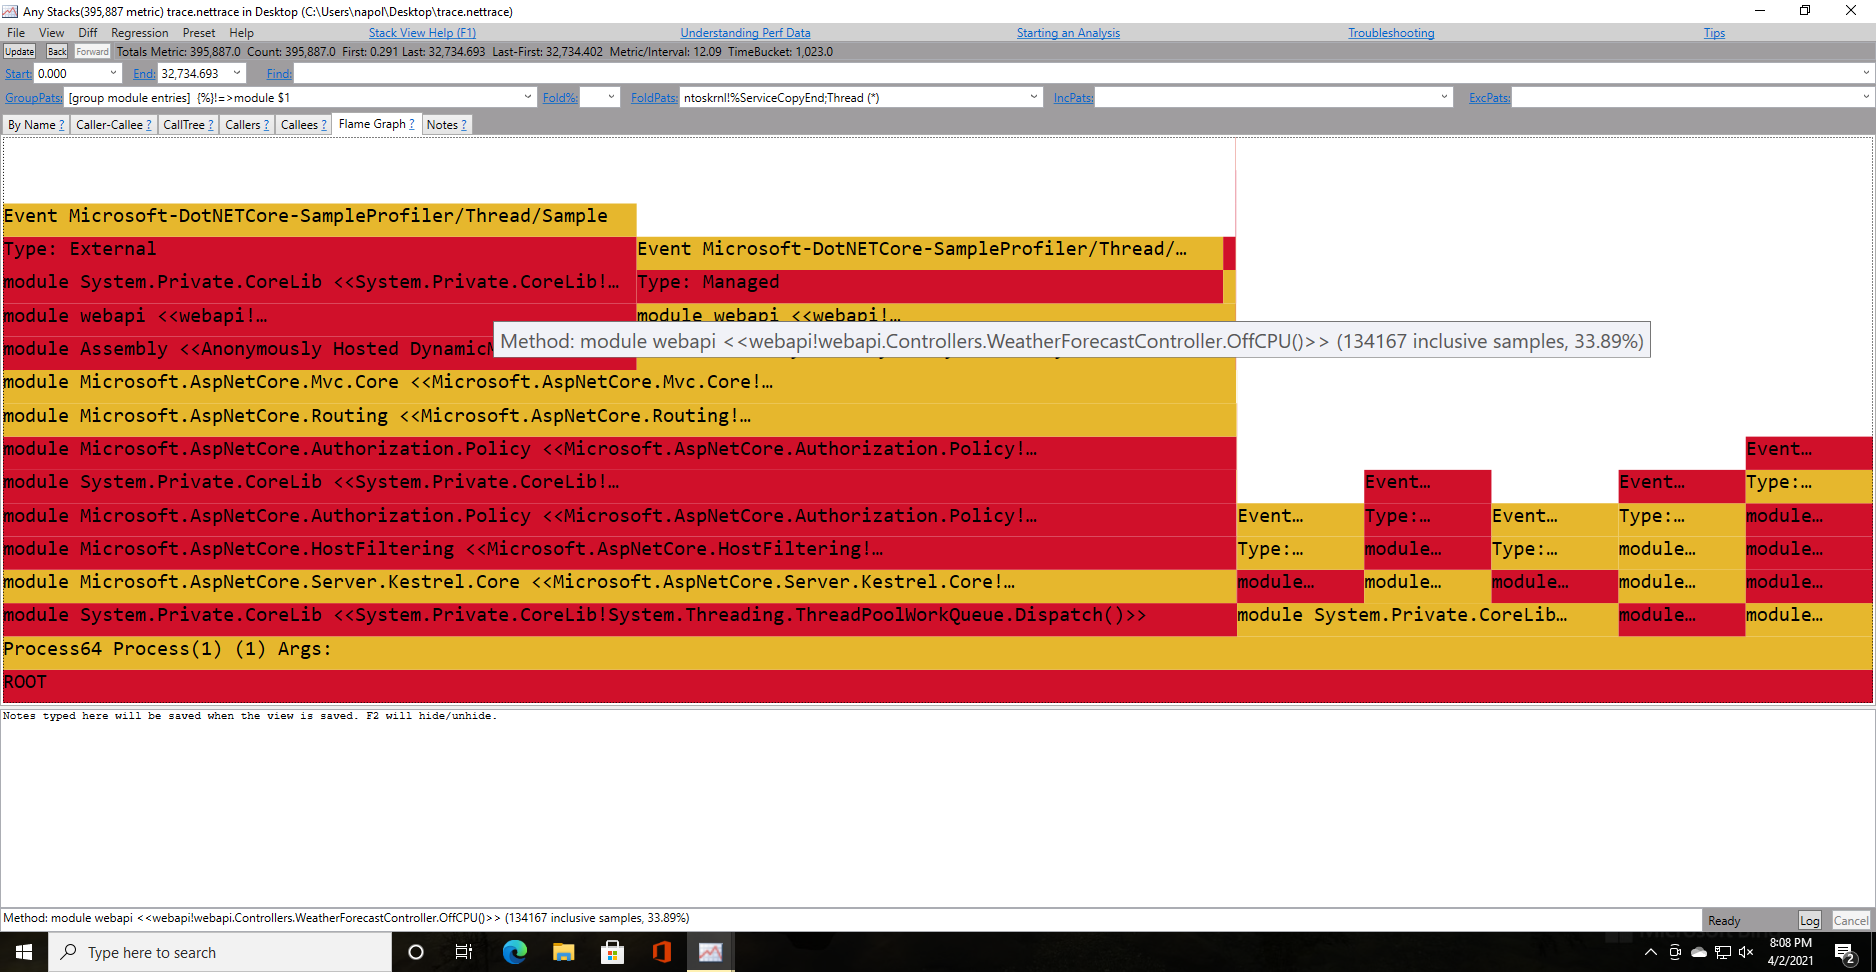 Any Stacks(395,887 metric) trace.nettrace in Desktop (C:\Users\napol\Desktop\trace.nettrace)
File View Diff Regression Preset Help Stack View Help (F1) Understanding Perf Data Starting an Analysis Troubleshooting Tips
Update Back Forward Totals Metric: 395,887.0 Count: 395,887.0 First: 0.291 Last: 32,734.693 Last-First: 32,734.402 Metric/Interval: 12.09 TimeBucket: 1,023.0
Start: 0.000 End: 32,734.693 Find:
GroupPats: [group module entries] {%}!=>module $1 Fold%: FoldPats: ntoskrnl!%ServiceCopyEnd;Thread (*) IncPats: ExcPats:
By Name ? Caller-Callee ? CallTree ? Callers ? Callees ? Flame Graph ? Notes ?
Event Microsoft-DotNETCore-SampleProfiler/Thread/Sample
Type: External Event Microsoft-DotNETCore-SampleProfiler/Thread/…
module System.Private.CoreLib <<System.Private.CoreLib!… Type: Managed
module webapi <<webapi!… module webapi <<webapi!…
Method: module webapi <<webapi!webapi.Controllers.WeatherForecastController.OffCPU()>> (134167 inclusive samples, 33.89%)
module Assembly <<Anonymously Hosted Dynamic
module Microsoft.AspNetCore.Mvc.Core <<Microsoft.AspNetCore.Mvc.Core!…
module Microsoft.AspNetCore.Routing <<Microsoft.AspNetCore.Routing!…
module Microsoft.AspNetCore.Authorization.Policy <<Microsoft.AspNetCore.Authorization.Policy!… Event…
module System.Private.CoreLib <<System.Private.CoreLib!… Event… Event… Type:…
module Microsoft.AspNetCore.Authorization.Policy <<Microsoft.AspNetCore.Authorization.Policy!… Event… Type:… Event… Type:… module…
module Microsoft.AspNetCore.HostFiltering <<Microsoft.AspNetCore.HostFiltering!… Type:… module… Type:… module… module…
module Microsoft.AspNetCore.Server.Kestrel.Core <<Microsoft.AspNetCore.Server.Kestrel.Core!… module… module… module… module… module…
module System.Private.CoreLib <<System.Private.CoreLib!System.Threading.ThreadPoolWorkQueue.Dispatch()>> module System.Private.CoreLib… module… module…
Process64 Process(1) (1) Args:
ROOT
Notes typed here will be saved when the view is saved. F2 will hide/unhide.
Method: module webapi <<webapi!webapi.Controllers.WeatherForecastController.OffCPU()>> (134167 inclusive samples, 33.89%) Ready Log Cancel
Type here to search 8:08 PM
4/2/2021 2